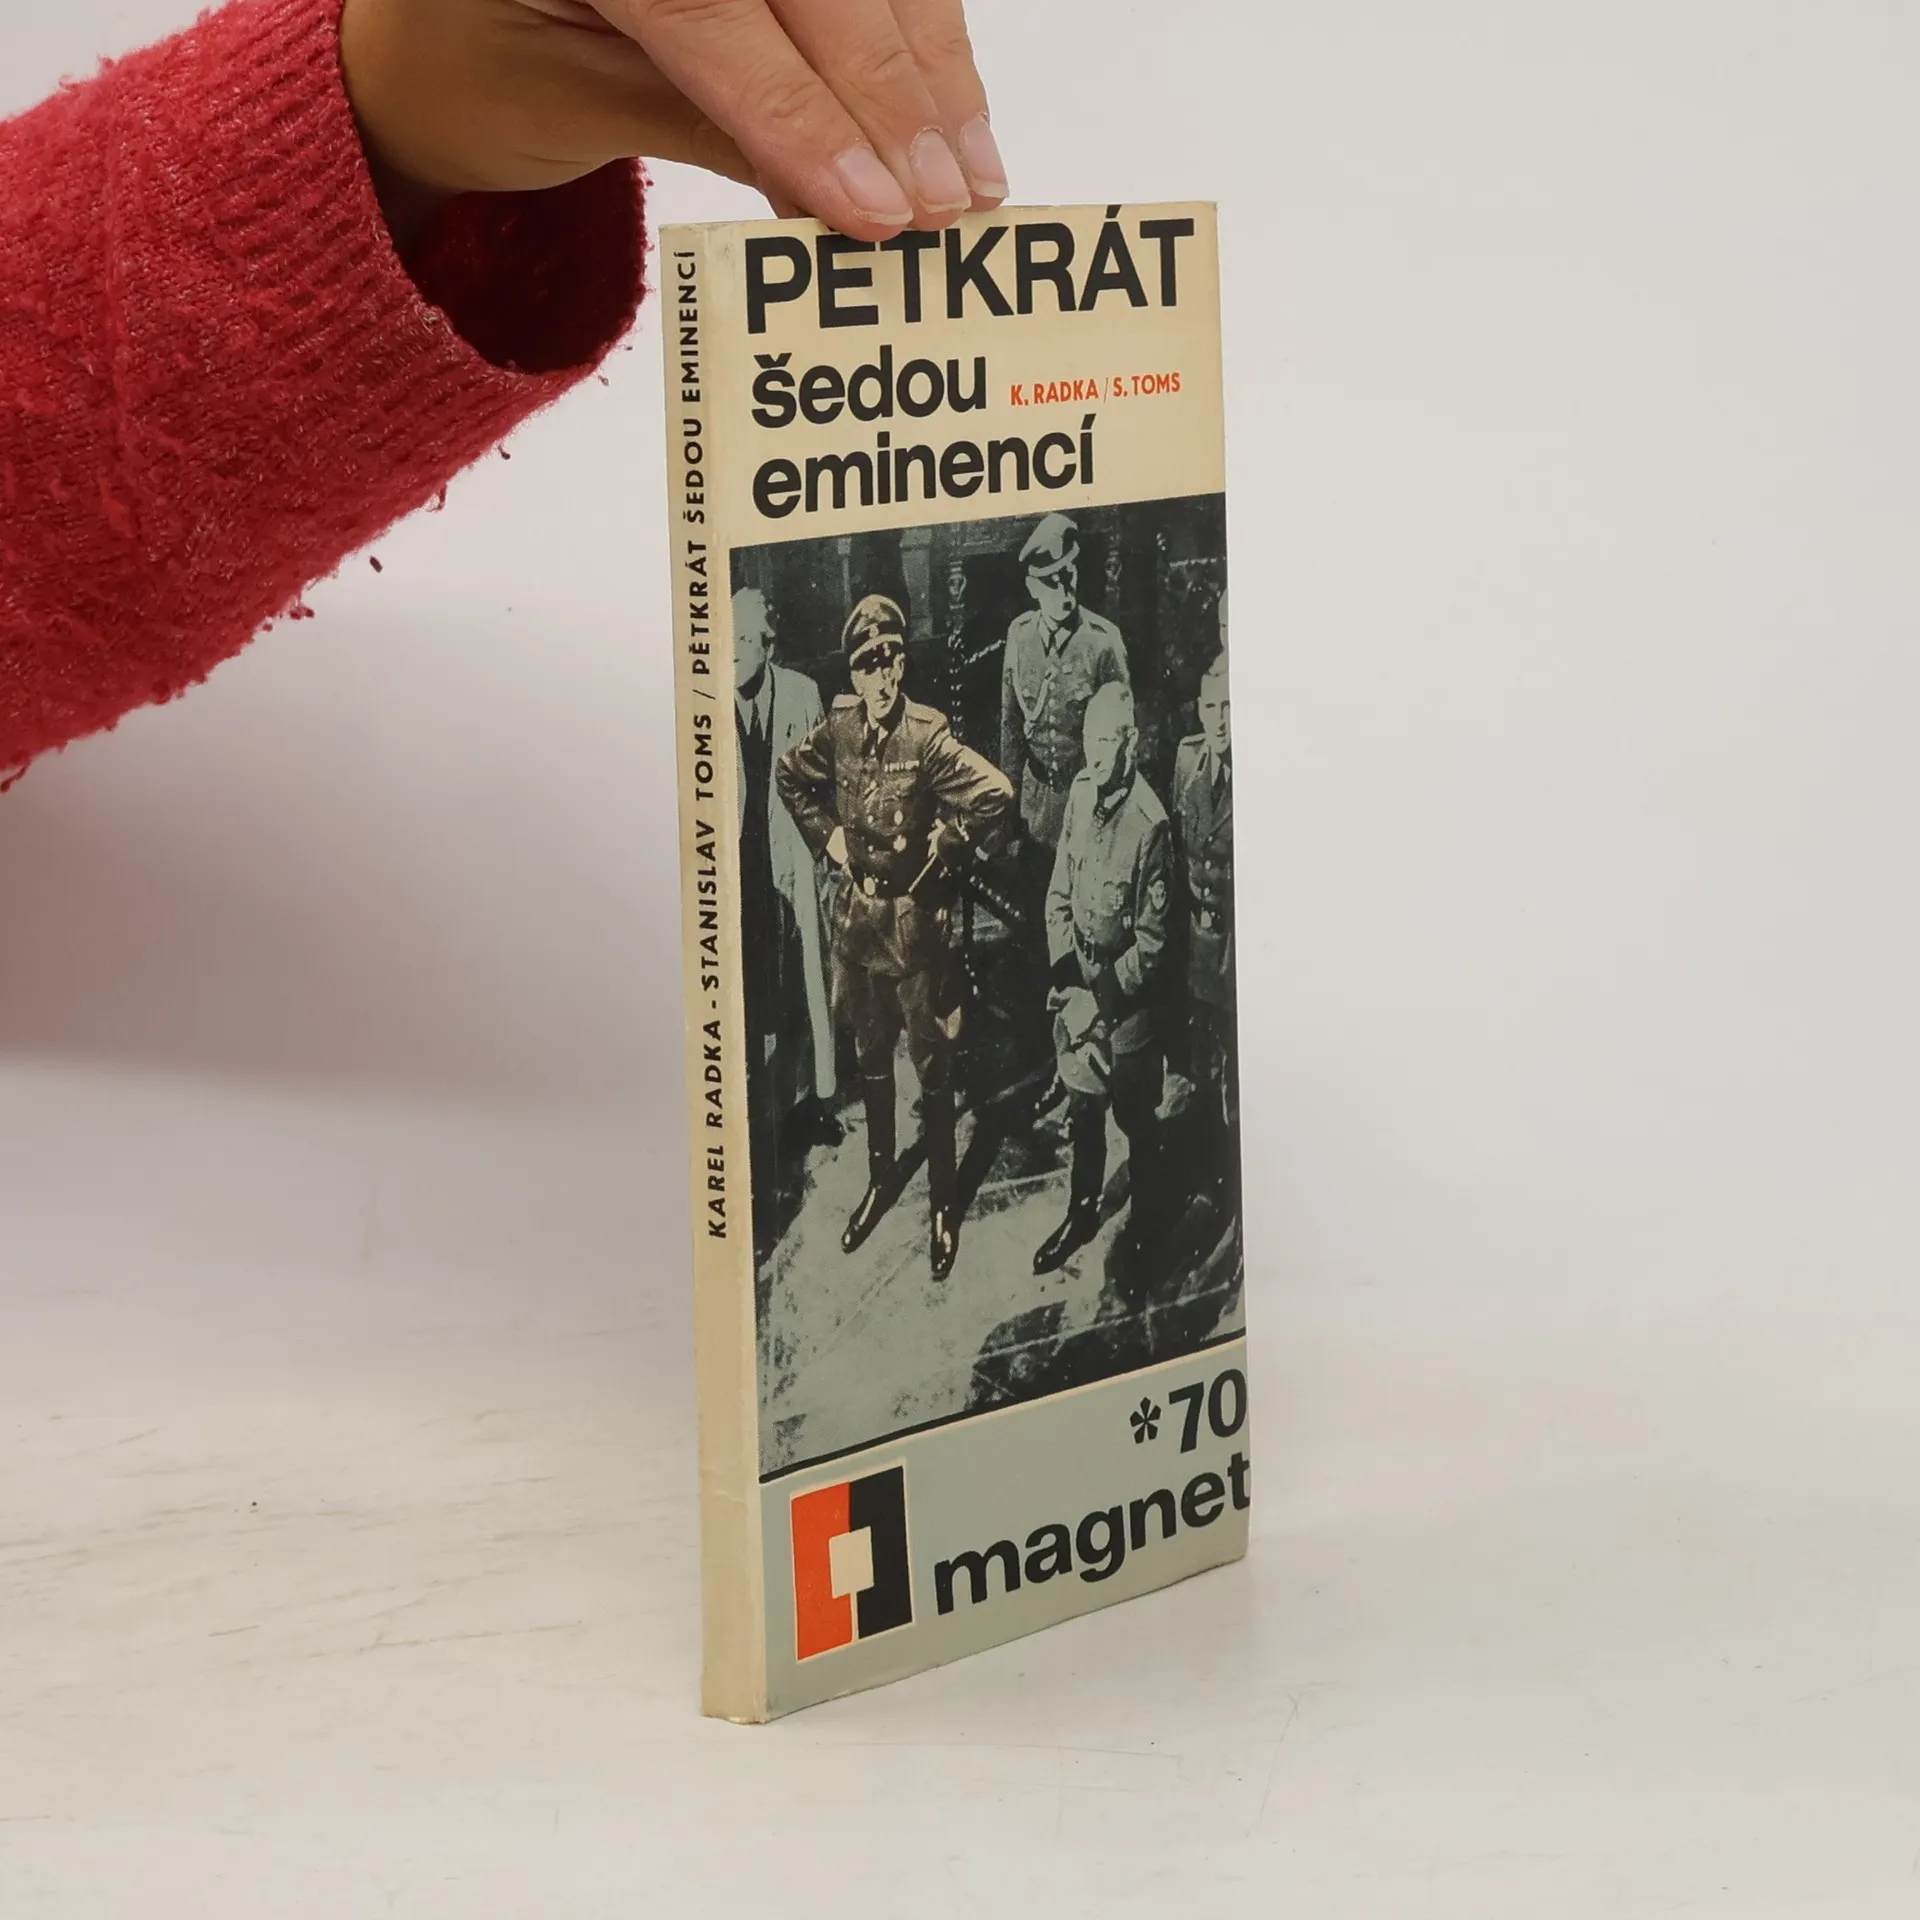 PĚTKRÁT
šedou
K. RADKA / S. TOMS
eminencí
*70
magnet
KAREL RADKA - STANISLAV TOMS / PĚTKRÁT ŠEDOU EMINENCÍ